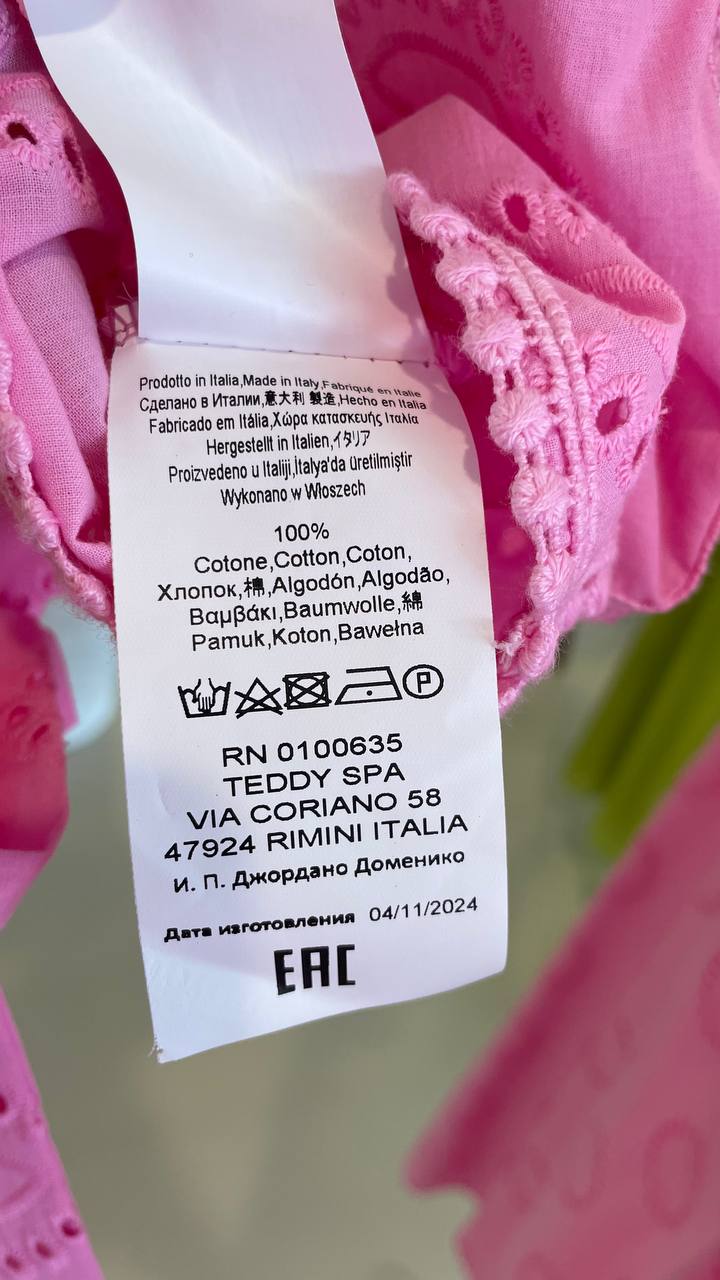 Prodotto in Italia,Made in Italy,Fabriqué en Italie
Сделано в Италии,意大利 製造,Hecho en Italia
Fabricado em Itália,Χώρα κατασκευής Ιταλία
Hergestellt in Italien,イタリア
Proizvedeno u Italiji,İtalya'da üretilmiştir
Wykonano w Włoszech
100%
Cotone,Cotton,Coton,
Хлопок,棉,Algodón,Algodão,
Βαμβάκι,Baumwolle,綿
Pamuk,Koton,Bawełna
P
RN 0100635
TEDDY SPA
VIA CORIANO 58
47924 RIMINI ITALIA
И. П. Джордано Доменико
Дата изготовления 04/11/2024
EAC